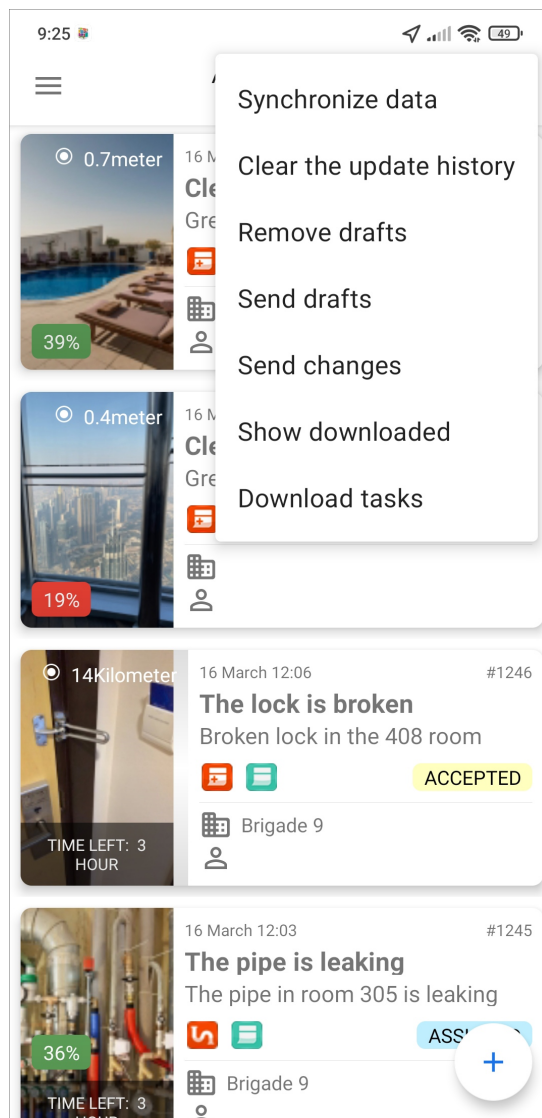 9:25
49
Synchronize data
Clear the update history
Remove drafts
Send drafts
Send changes
Show downloaded
Download tasks
0.7meter
16 M
Cle
Gre
39%
0.4meter
16 M
Cle
Gre
19%
14Kilometer
16 March 12:06
#1246
The lock is broken
Broken lock in the 408 room
ACCEPTED
Brigade 9
TIME LEFT: 3
HOUR
16 March 12:03
#1245
The pipe is leaking
The pipe in room 305 is leaking
36%
Brigade 9
TIME LEFT: 3